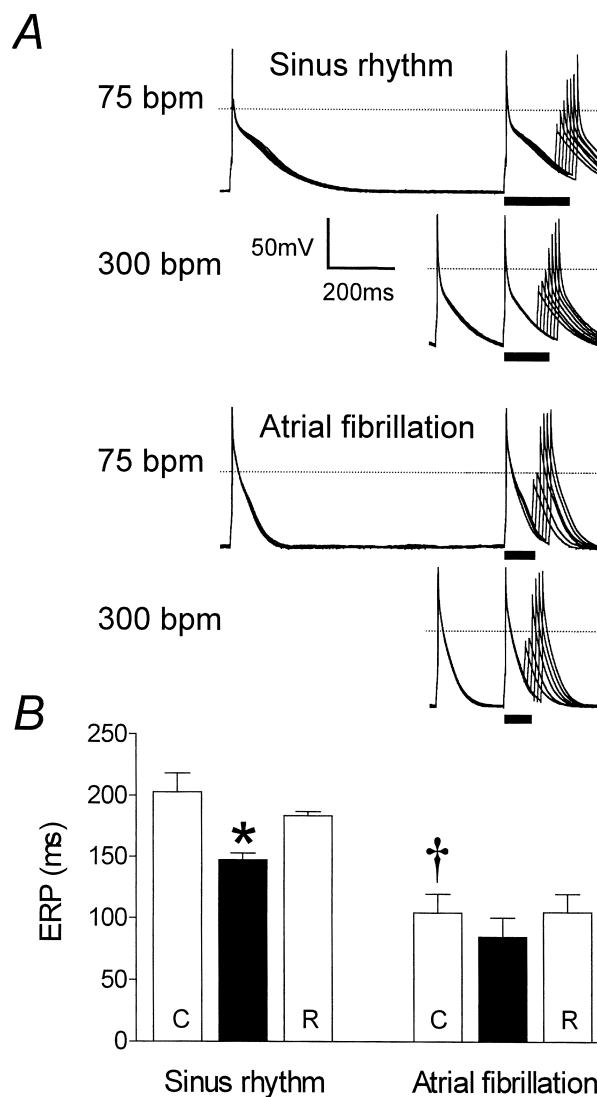 A
Sinus rhythm
75 bpm
300 bpm
50mV
200ms
Atrial fibrillation
75 bpm
300 bpm
B
250
200
150
100
50
0
ERP (ms)
*
†
C
R
C
R
Sinus rhythm
Atrial fibrillation